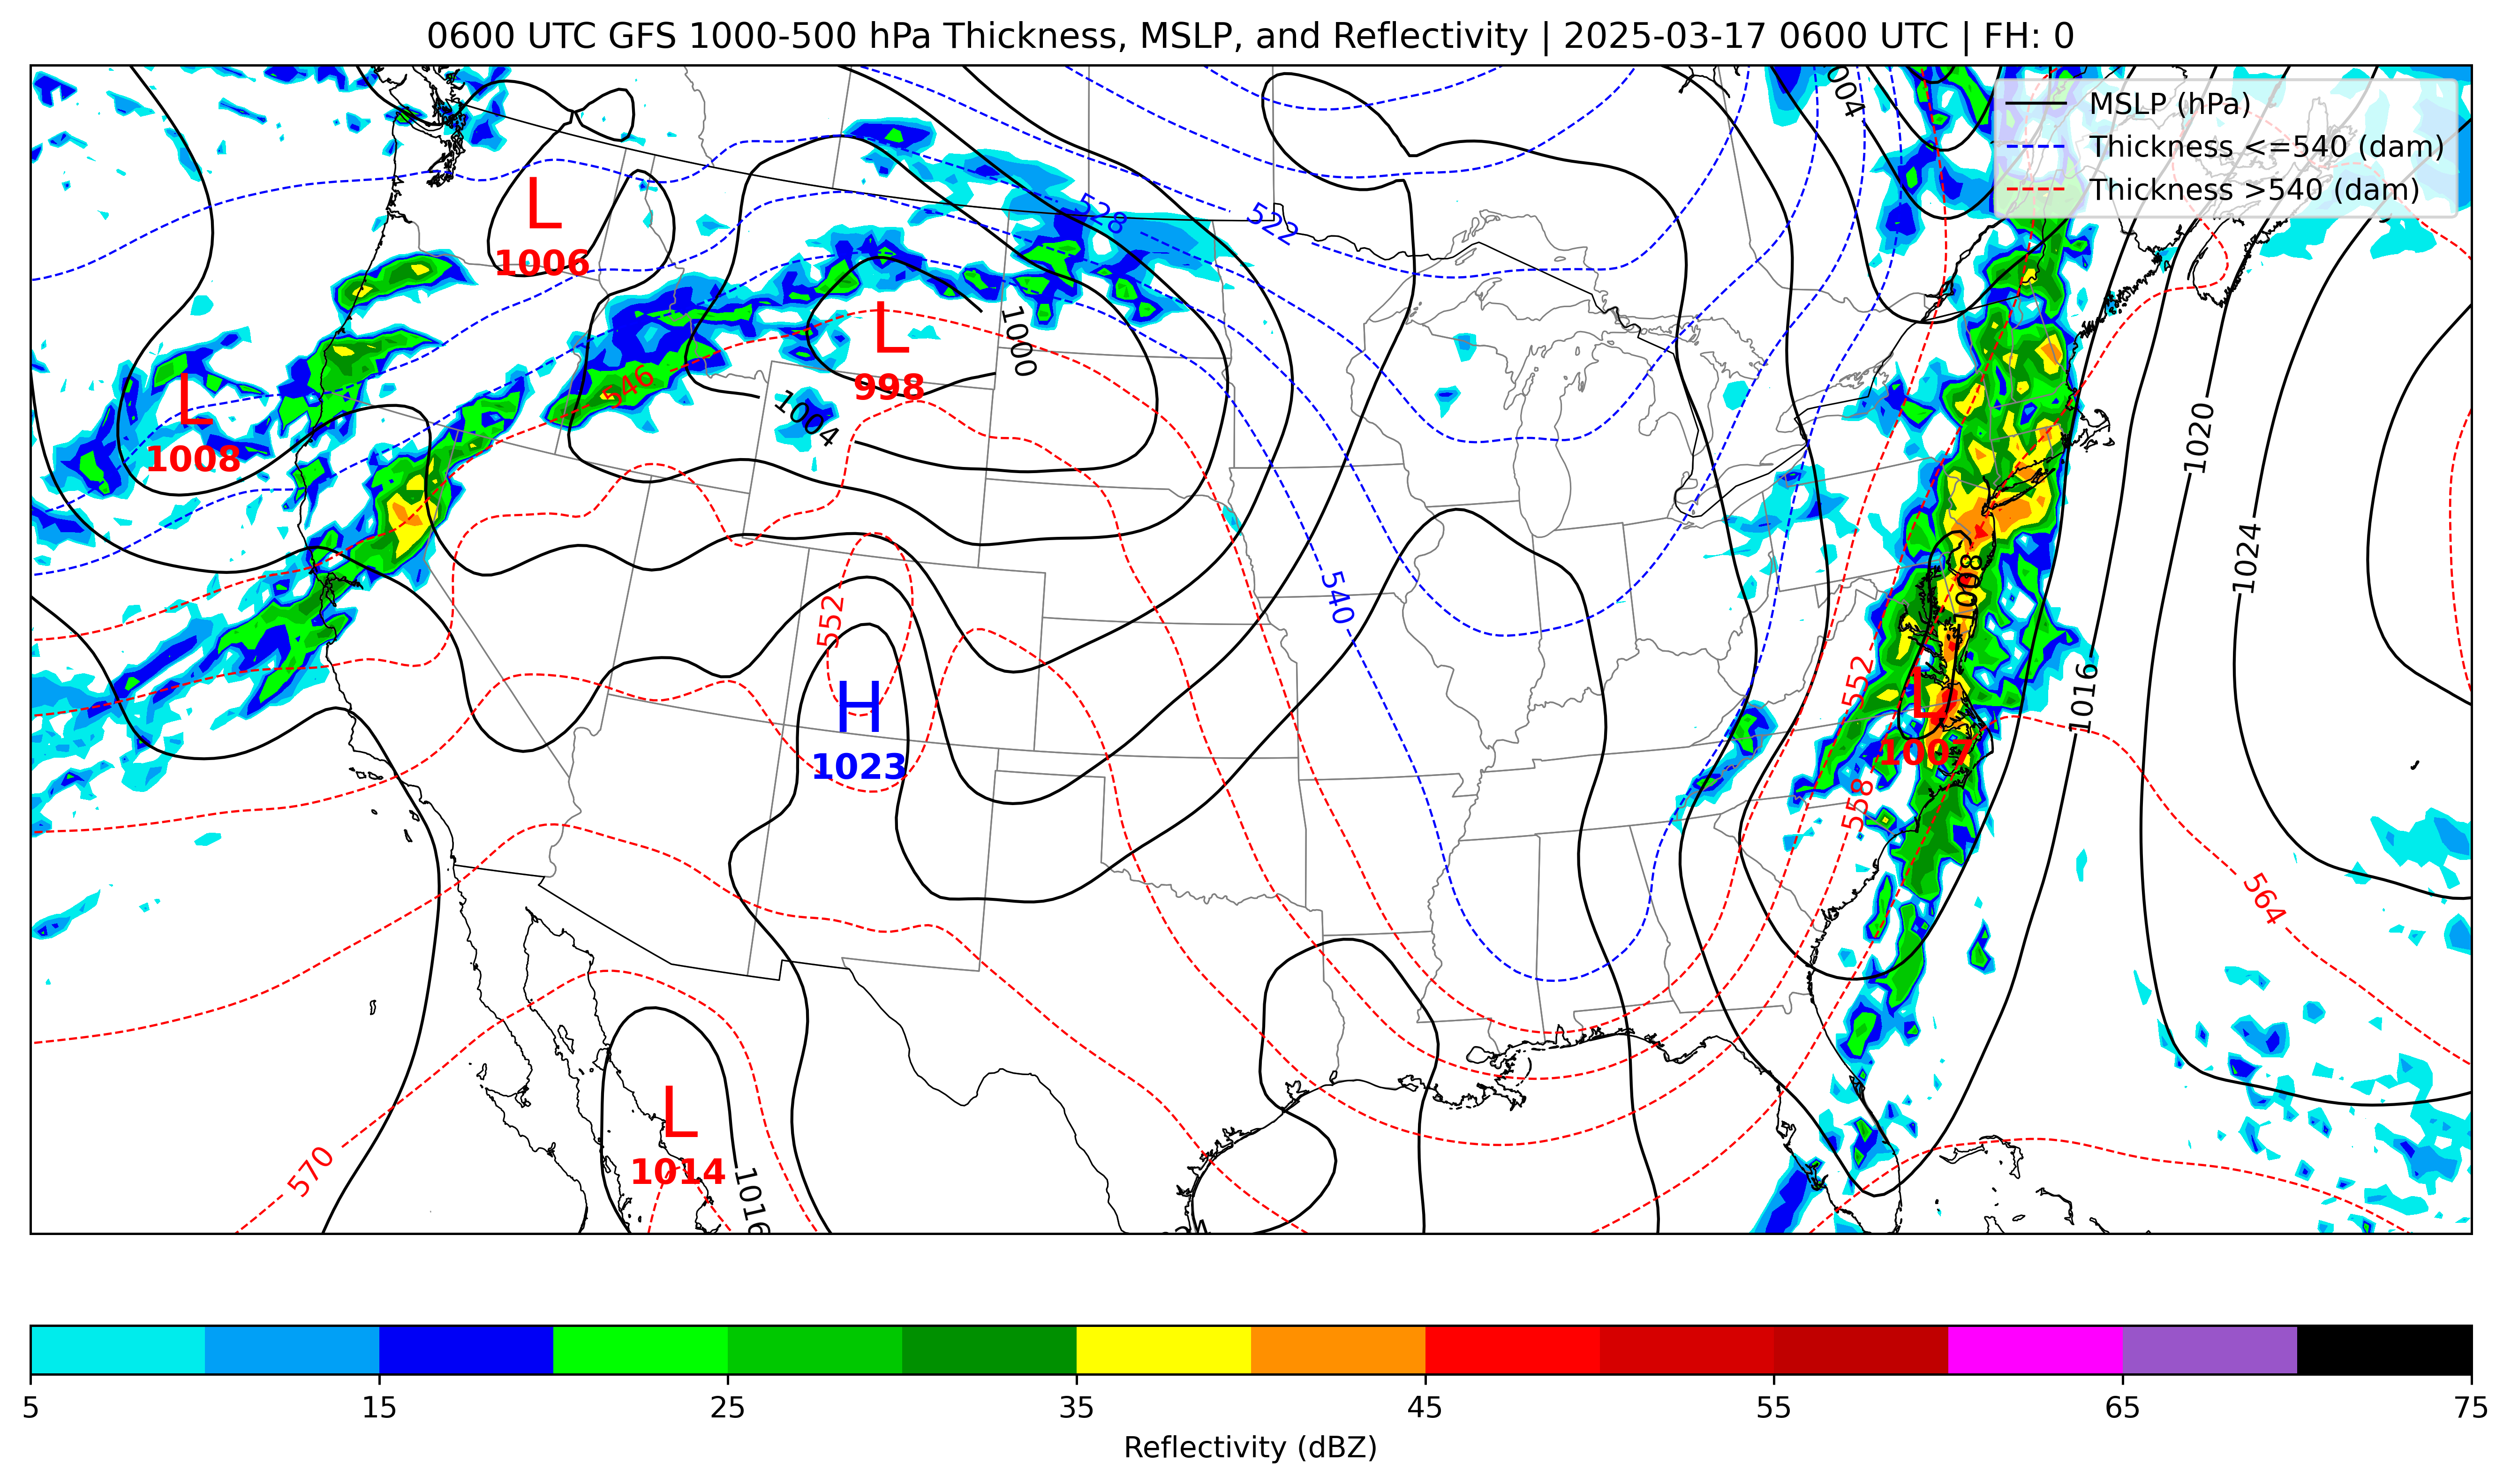 0600 UTC GFS 1000-500 hPa Thickness, MSLP, and Reflectivity | 2025-03-17 0600 UTC | FH: 0
MSLP (hPa)
Thickness <=540 (dam)
Thickness >540 (dam)
004
528
522
L
1006
L
998
1000
546
1004
L
1008
1020
1024
540
552
1008
H
1023
552
L
1007
1016
558
564
L
1014
1016
570
5
15
25
35
45
55
65
75
Reflectivity (dBZ)